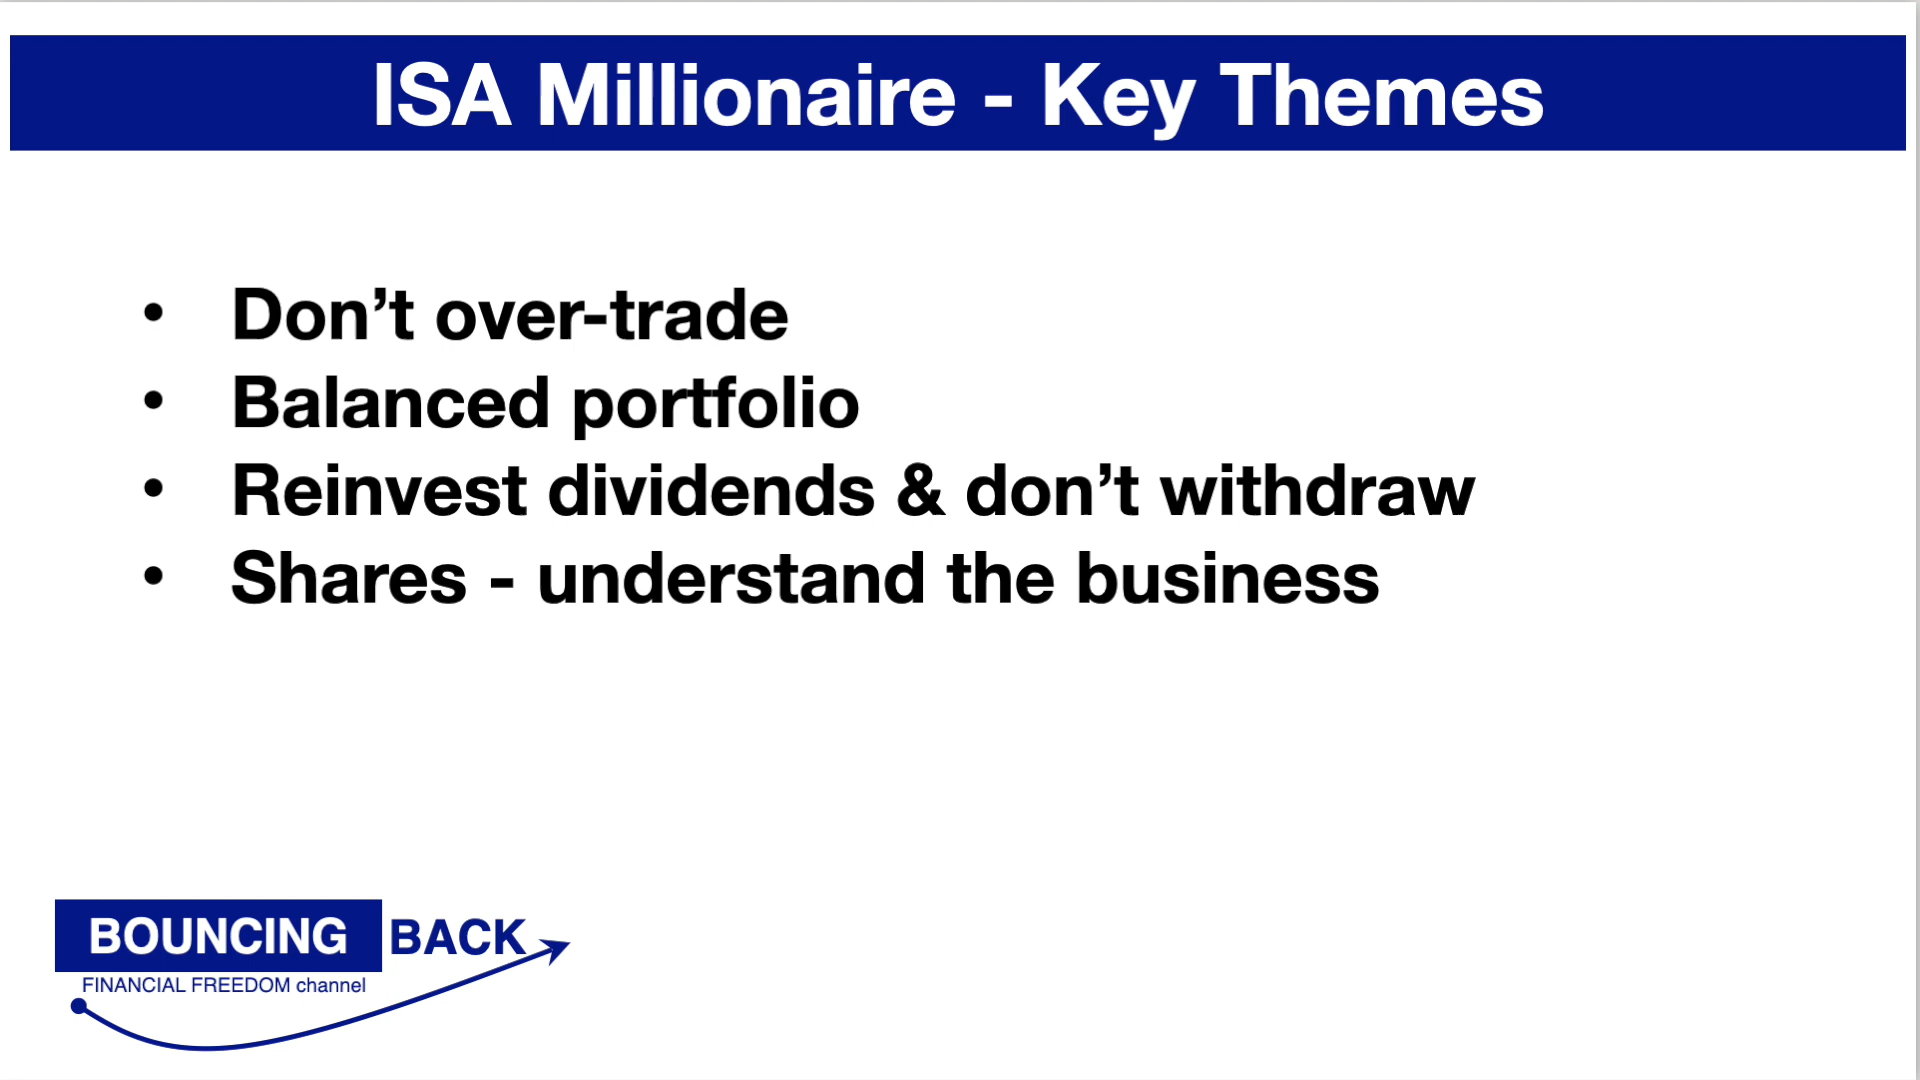 ISA Millionaire - Key Themes
• Don’t over-trade
• Balanced portfolio
• Reinvest dividends & don’t withdraw
• Shares - understand the business
BOUNCING BACK
FINANCIAL FREEDOM channel